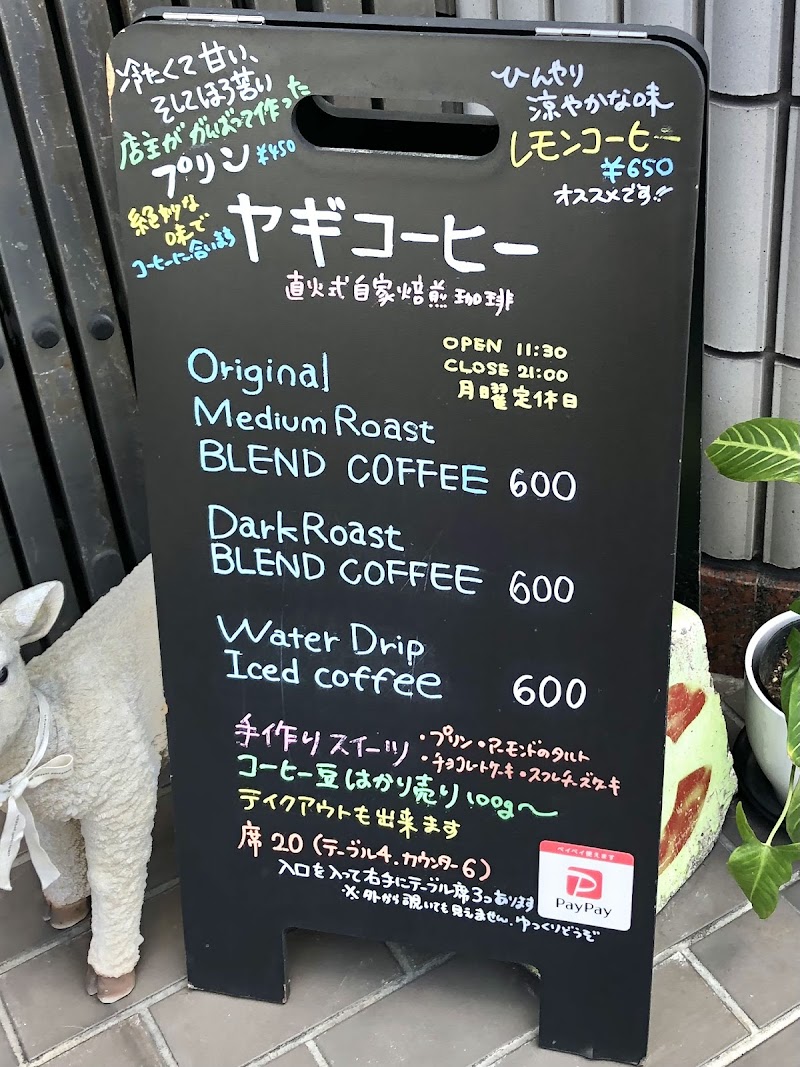 冷たくて甘い、
そしてほろ苦い
店主ががんばって作った
プリン ¥450
絶妙な
味で
コーヒーに合います
ひんやり
涼やかな味
レモンコーヒー
¥650
オススメです!!
ヤギコーヒー
直火式自家焙煎珈琲
OPEN 11:30
CLOSE 21:00
月曜定休日
Original
Medium Roast
BLEND COFFEE 600
Dark Roast
BLEND COFFEE 600
Water Drip
Iced coffee 600
手作りスイーツ ・プリン・アーモンドのタルト
・チョコレートケーキ・スフレチーズケーキ
コーヒー豆はかり売り 100g〜
テイクアウトも出来ます
席20（テーブル4.カウンター6）
入口を入って右手にテーブル席3つあります
※外から覗いても見えません.ゆっくりどうぞ
ペイペイ使えます
PayPay